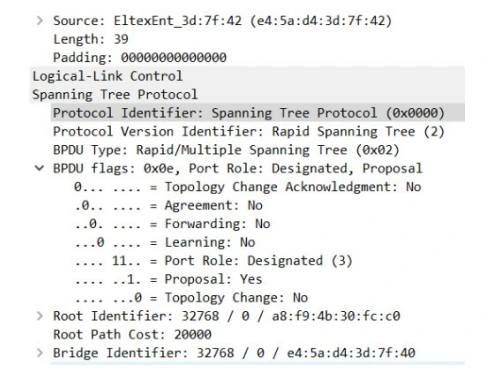 > Source: EltexEnt_3d:7f:42 (e4:5a:d4:3d:7f:42)
Length: 39
Padding: 00000000000000
Logical-Link Control
Spanning Tree Protocol
Protocol Identifier: Spanning Tree Protocol (0x0000)
Protocol Version Identifier: Rapid Spanning Tree (2)
BPDU Type: Rapid/Multiple Spanning Tree (0x02)
BPDU flags: 0x0e, Port Role: Designated, Proposal
0... .... = Topology Change Acknowledgment: No
.0.. .... = Agreement: No
..0. .... = Forwarding: No
...0 .... = Learning: No
.... 11.. = Port Role: Designated (3)
.... ..1. = Proposal: Yes
.... ...0 = Topology Change: No
> Root Identifier: 32768 / 0 / a8:f9:4b:30:fc:c0
Root Path Cost: 20000
> Bridge Identifier: 32768 / 0 / e4:5a:d4:3d:7f:40